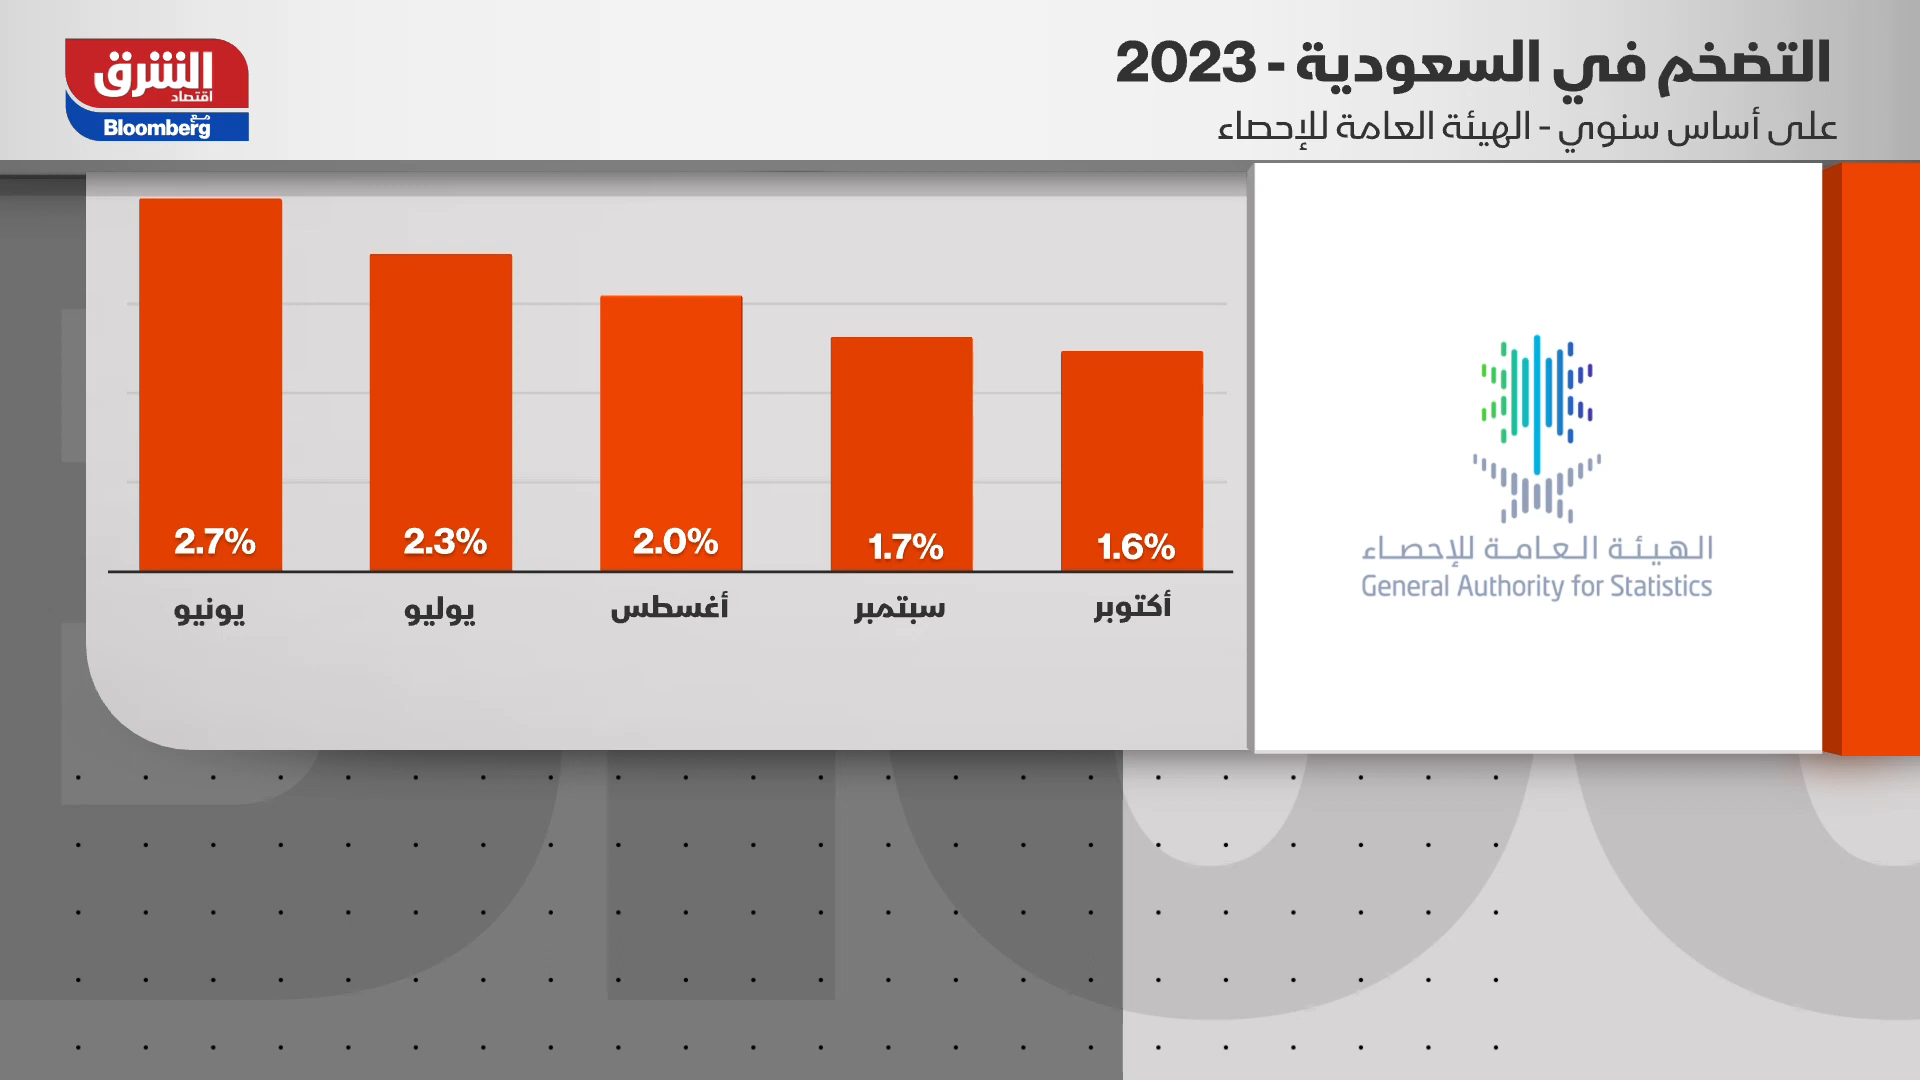 التضخم في السعودية - 2023
على أساس سنوي - الهيئة العامة للإحصاء
الشرق
اقتصاد
مع
Bloomberg
2.7%
2.3%
2.0%
1.7%
1.6%
يونيو
يوليو
أغسطس
سبتمبر
أكتوبر
الهيئة العامة للإحصاء
General Authority for Statistics